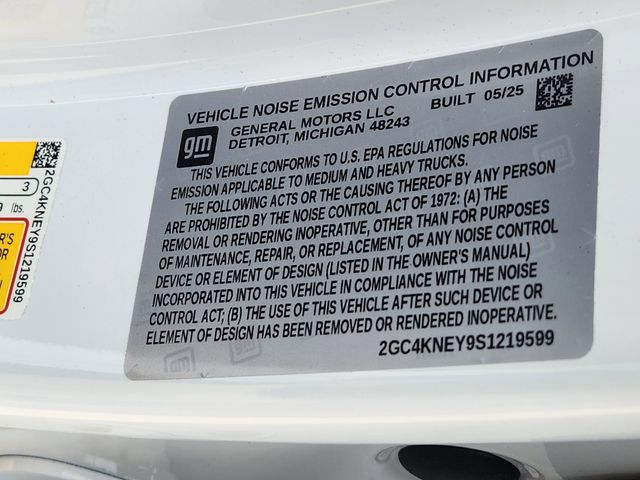 VEHICLE NOISE EMISSION CONTROL INFORMATION
gm
GENERAL MOTORS LLC BUILT 05/25
DETROIT, MICHIGAN 48243
THIS VEHICLE CONFORMS TO U.S. EPA REGULATIONS FOR NOISE
EMISSION APPLICABLE TO MEDIUM AND HEAVY TRUCKS.
THE FOLLOWING ACTS OR THE CAUSING THEREOF BY ANY PERSON
ARE PROHIBITED BY THE NOISE CONTROL ACT OF 1972: (A) THE
REMOVAL OR RENDERING INOPERATIVE, OTHER THAN FOR PURPOSES
OF MAINTENANCE, REPAIR, OR REPLACEMENT, OF ANY NOISE CONTROL
DEVICE OR ELEMENT OF DESIGN (LISTED IN THE OWNER'S MANUAL)
INCORPORATED INTO THIS VEHICLE IN COMPLIANCE WITH THE NOISE
CONTROL ACT; (B) THE USE OF THIS VEHICLE AFTER SUCH DEVICE OR
ELEMENT OF DESIGN HAS BEEN REMOVED OR RENDERED INOPERATIVE.
2GC4KNEY9S1219599
2GC4KNEY9S1219599
3
lbs.